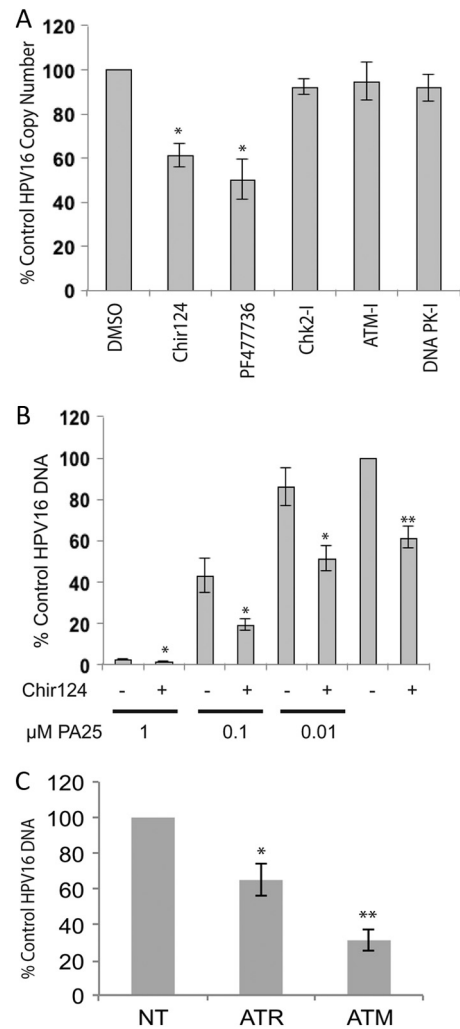 A
% Control HPV16 Copy Number
120
100
80
60
40
20
0
*
*
DMSO
Chir124
PF477736
Chk2-I
ATM-I
DNA PK-I
B
% Control HPV16 DNA
120
100
80
60
40
20
0
*
*
*
**
Chir124 - + - + - + - +
µM PA25 1 0.1 0.01
C
% Control HPV16 DNA
120
100
80
60
40
20
0
*
**
NT ATR ATM